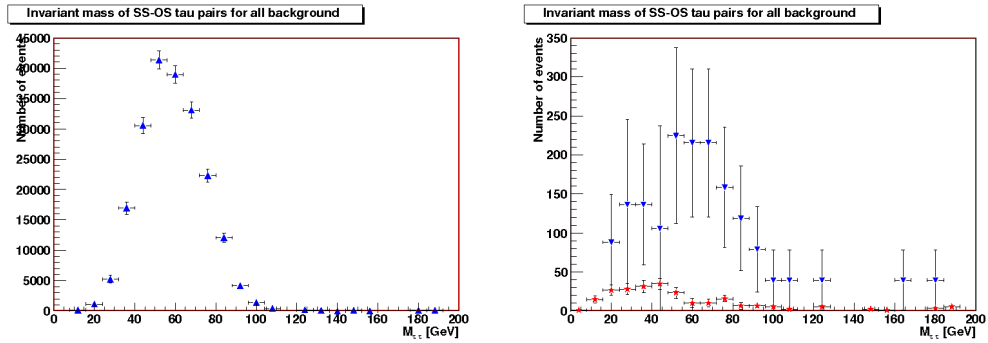 Invariant mass of SS-OS tau pairs for all background
Number of events
45000
40000
35000
30000
25000
20000
15000
10000
5000
0
0 20 40 60 80 100 120 140 160 180 200
Mττ [GeV]
Invariant mass of SS-OS tau pairs for all background
Number of events
350
300
250
200
150
100
50
0
0 20 40 60 80 100 120 140 160 180 200
Mττ [GeV]